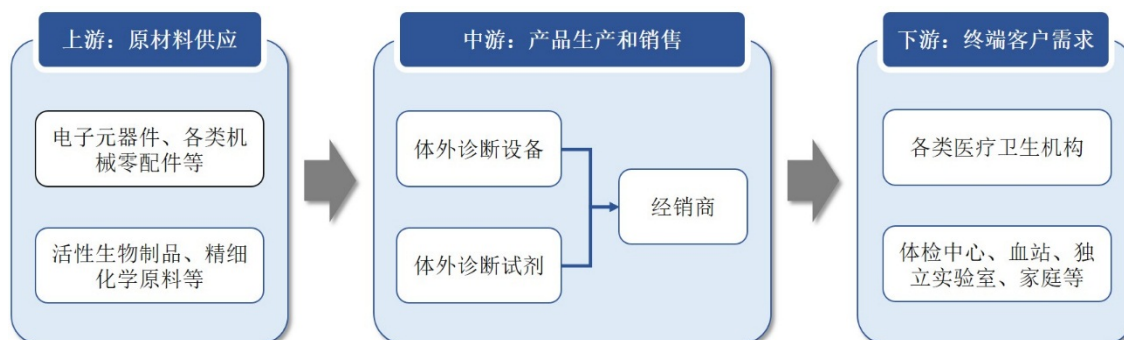 上游：原材料供应
电子元器件、各类机
械零配件等
活性生物制品、精细
化学原料等
中游：产品生产和销售
体外诊断设备
体外诊断试剂
经销商
下游：终端客户需求
各类医疗卫生机构
体检中心、血站、独
立实验室、家庭等